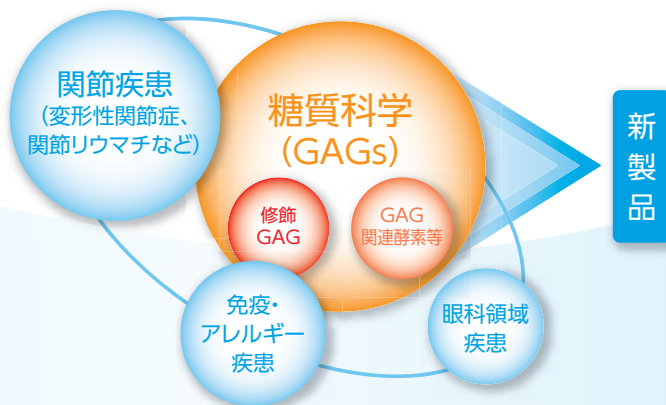 関節疾患
（変形性関節症、
関節リウマチなど）
糖質科学
（GAGs）
修飾
GAG
GAG
関連酵素等
免疫・
アレルギー
疾患
眼科領域
疾患
新製品